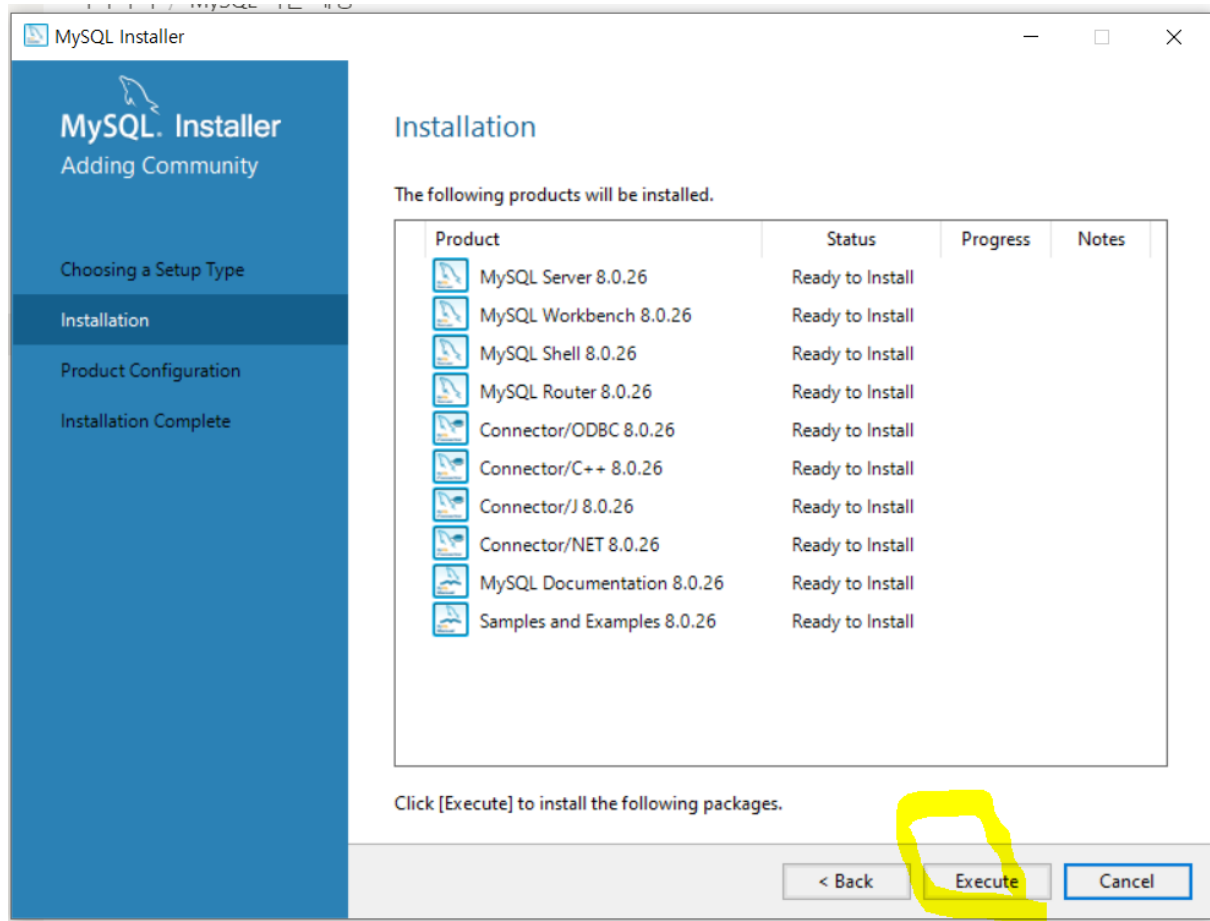 MySQL Installer
MySQL. Installer
Adding Community
Choosing a Setup Type
Installation
Product Configuration
Installation Complete
Installation
The following products will be installed.
Product Status Progress Notes
MySQL Server 8.0.26 Ready to Install
MySQL Workbench 8.0.26 Ready to Install
MySQL Shell 8.0.26 Ready to Install
MySQL Router 8.0.26 Ready to Install
Connector/ODBC 8.0.26 Ready to Install
Connector/C++ 8.0.26 Ready to Install
Connector/J 8.0.26 Ready to Install
Connector/NET 8.0.26 Ready to Install
MySQL Documentation 8.0.26 Ready to Install
Samples and Examples 8.0.26 Ready to Install
Click [Execute] to install the following packages.
< Back Execute Cancel